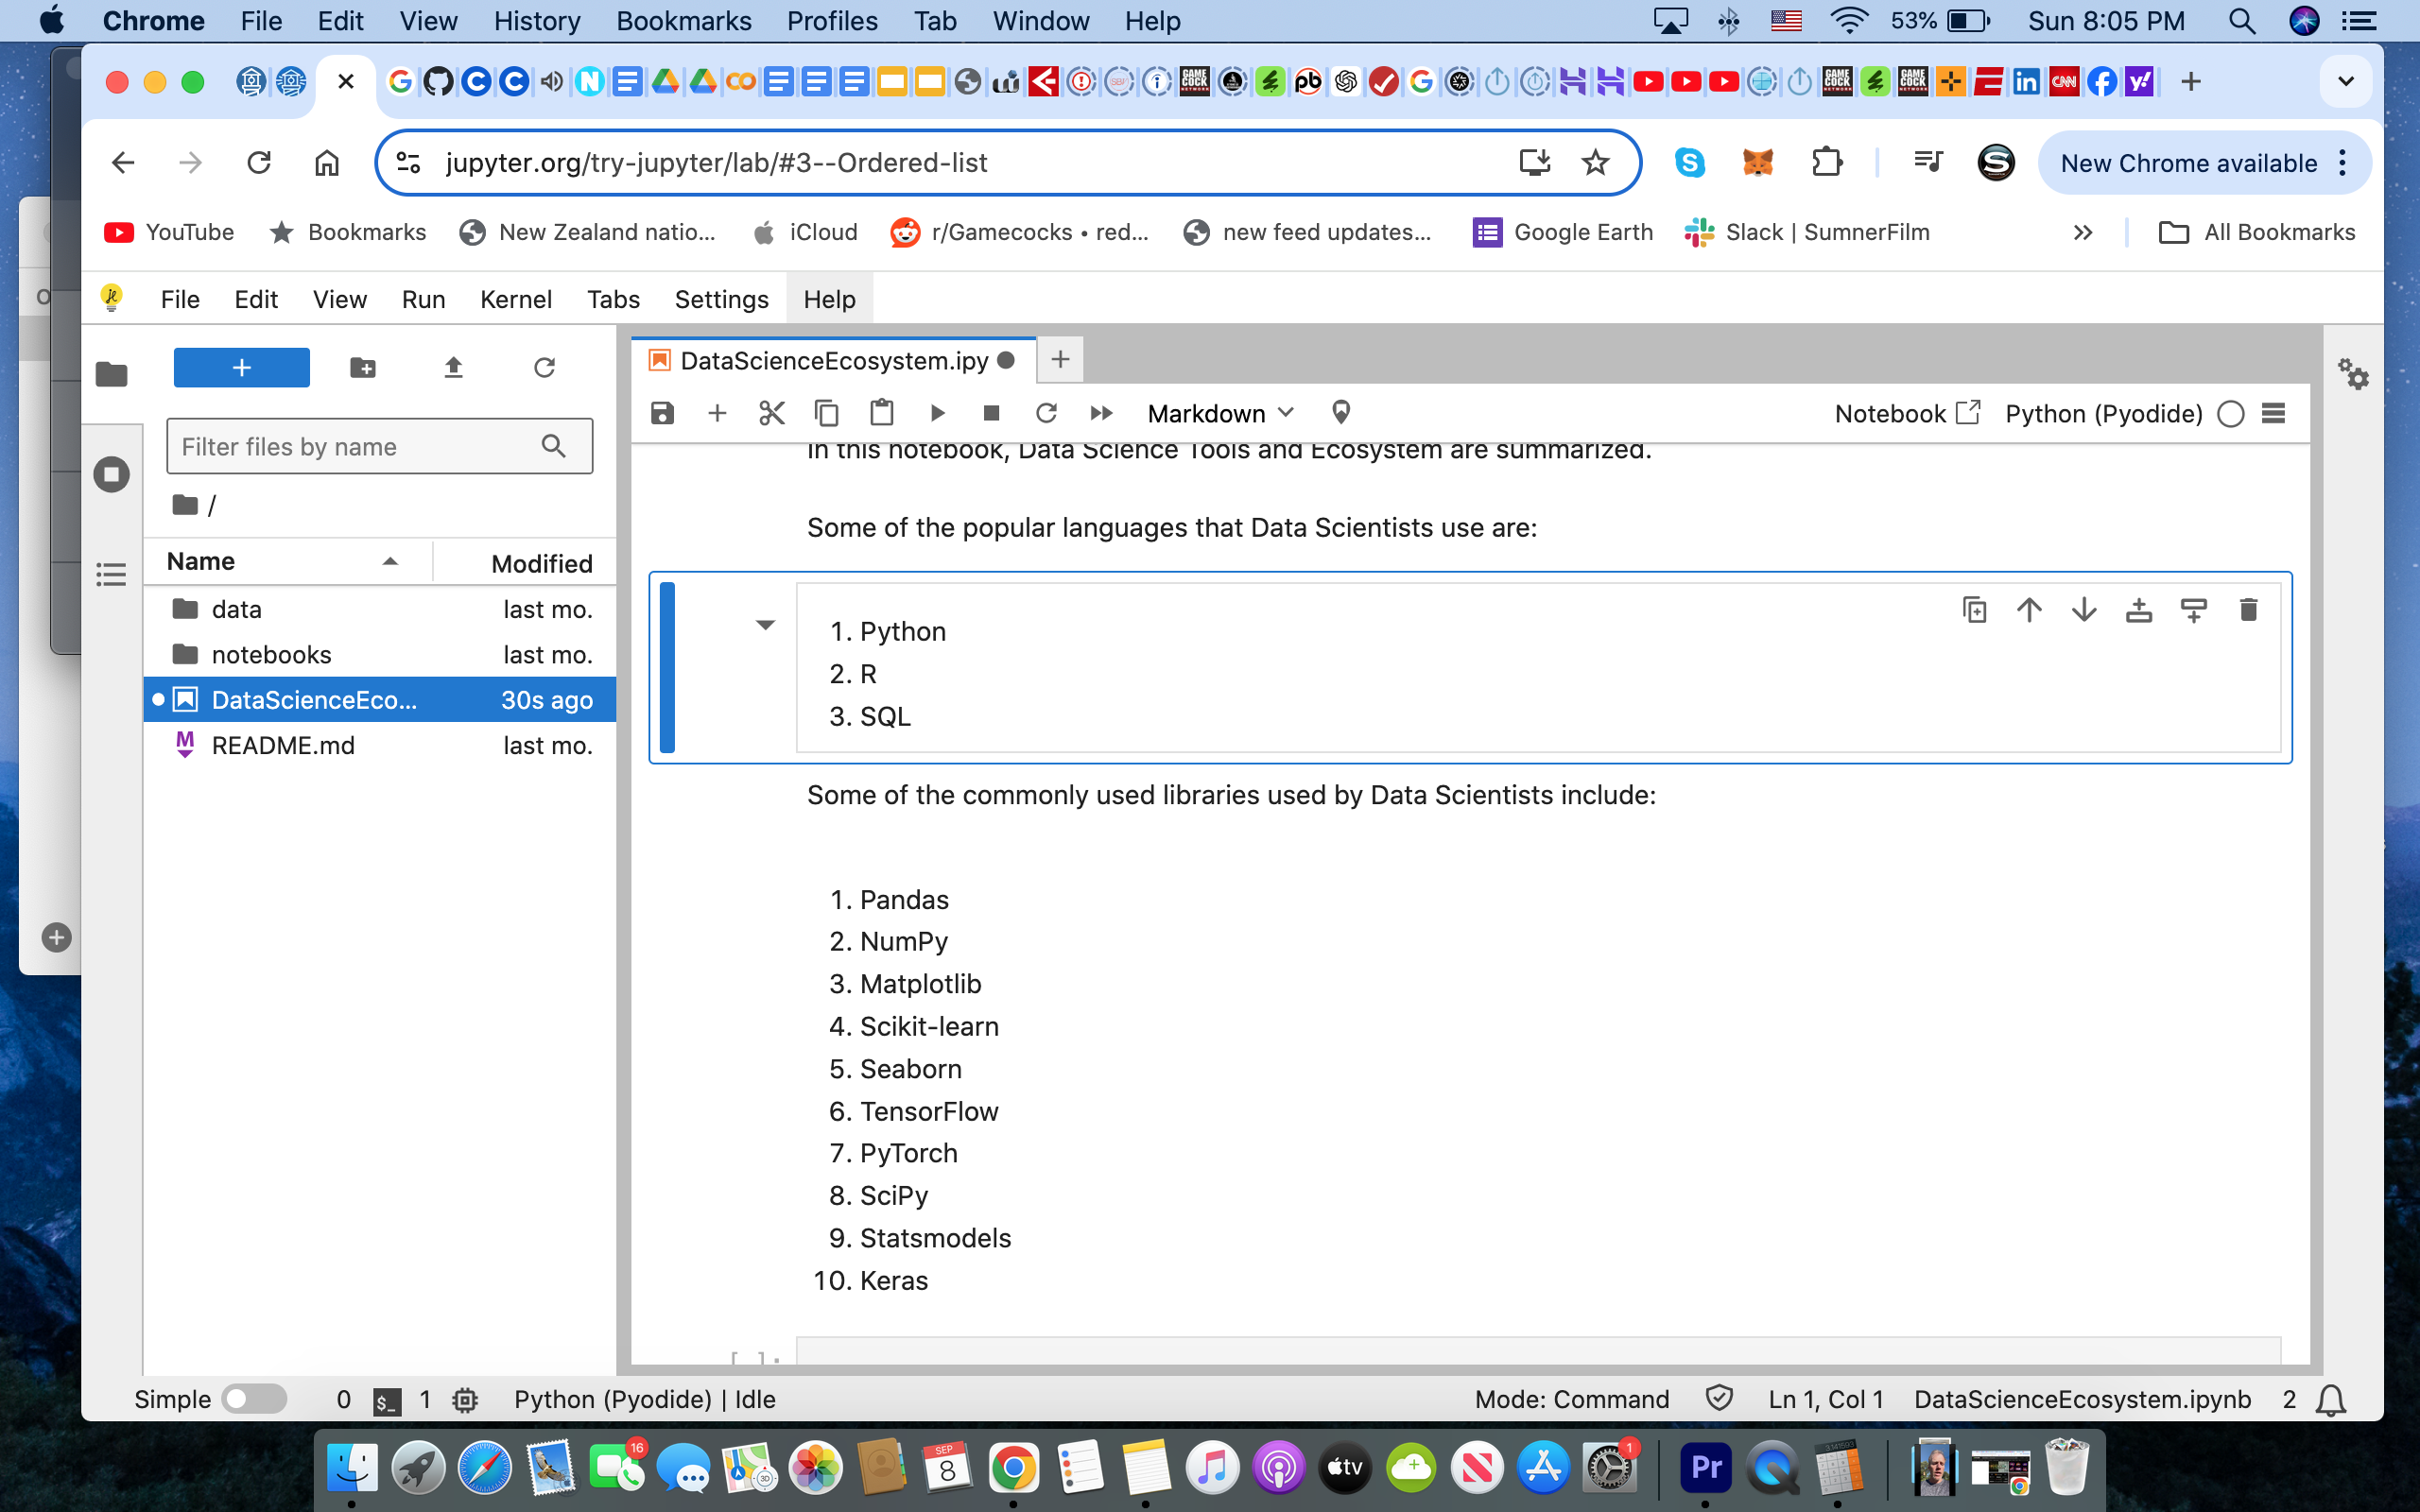 Chrome File Edit View History Bookmarks Profiles Tab Window Help 53% Sun 8:05 PM
jupyter.org/try-jupyter/lab/#3--Ordered-list New Chrome available
YouTube Bookmarks New Zealand natio... iCloud r/Gamecocks • red... new feed updates... Google Earth Slack | SumnerFilm All Bookmarks
File Edit View Run Kernel Tabs Settings Help
DataScienceEcosystem.ipy
Markdown Notebook Python (Pyodide)
Filter files by name
/
Name Modified
data last mo.
notebooks last mo.
DataScienceEco... 30s ago
README.md last mo.
In this notebook, Data Science Tools and Ecosystem are summarized.
Some of the popular languages that Data Scientists use are:
1. Python
2. R
3. SQL
Some of the commonly used libraries used by Data Scientists include:
1. Pandas
2. NumPy
3. Matplotlib
4. Scikit-learn
5. Seaborn
6. TensorFlow
7. PyTorch
8. SciPy
9. Statsmodels
10. Keras
[ ]:
Simple 0 1 Python (Pyodide) | Idle Mode: Command Ln 1, Col 1 DataScienceEcosystem.ipynb 2
16 SEP 8 tv 1 Pr